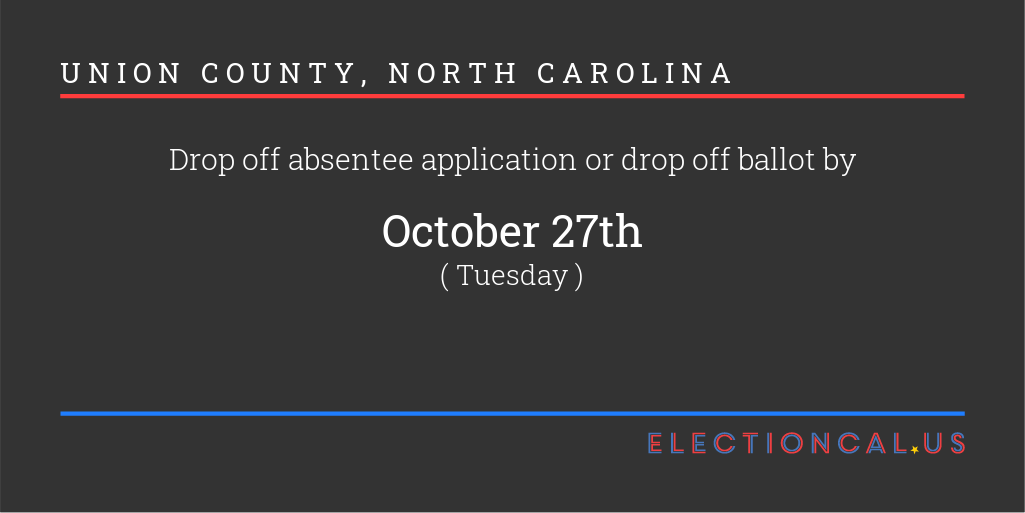 UNION COUNTY, NORTH CAROLINA
Drop off absentee application or drop off ballot by
October 27th
( Tuesday )
ELECTIONCAL.US